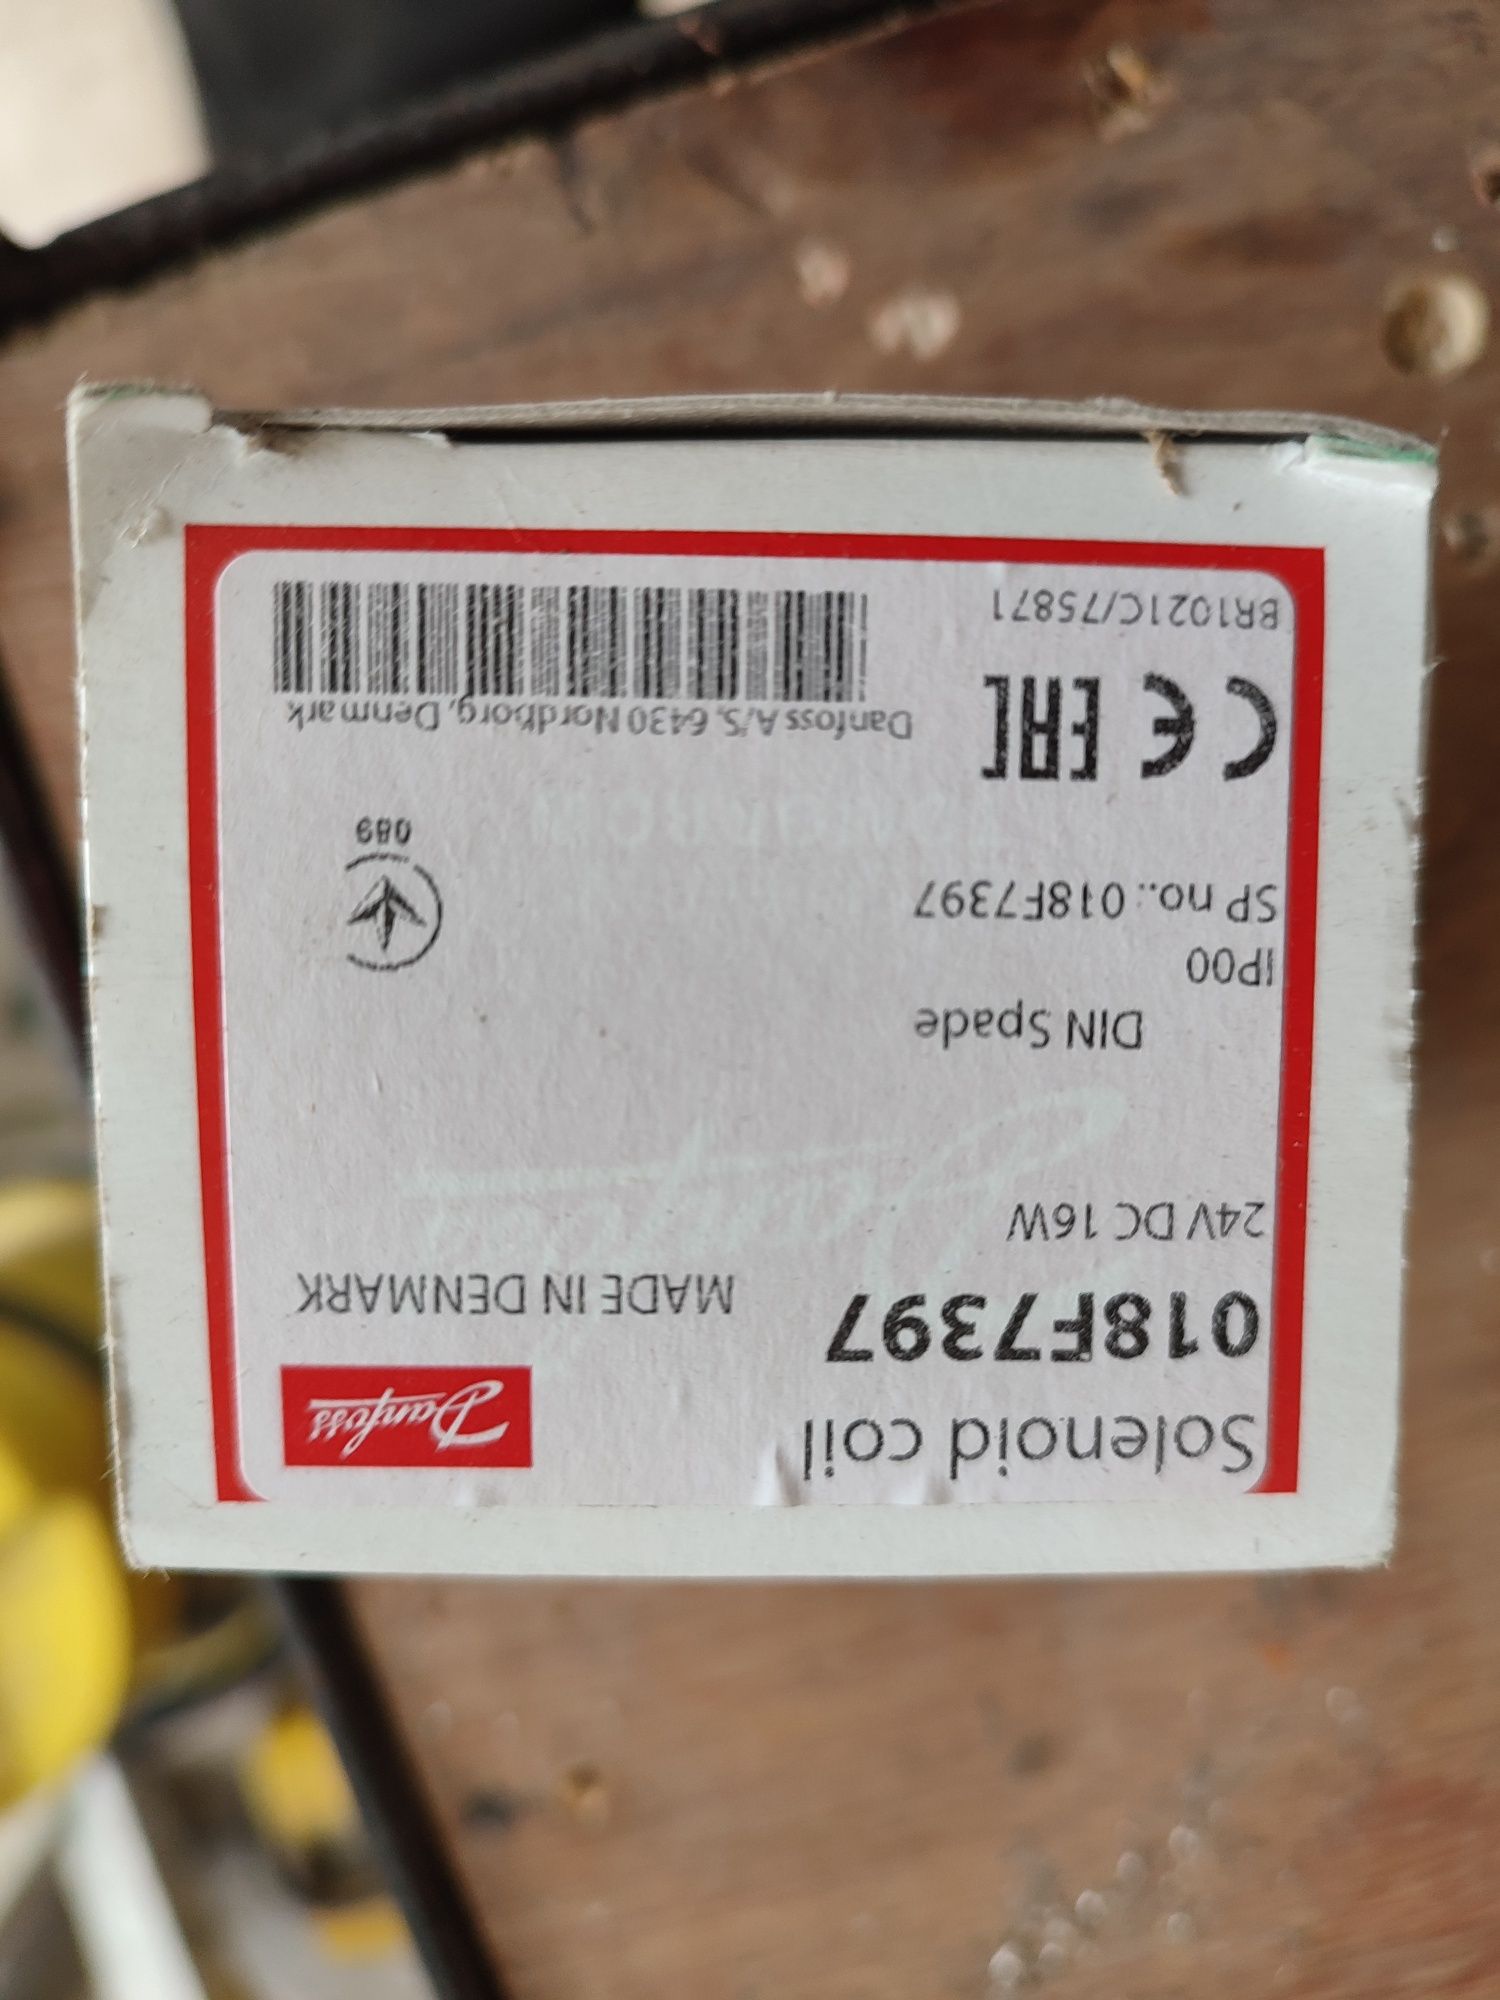 Solenoid coil
Danfoss
018F7397
MADE IN DENMARK
24V DC 16W
Danfoss
DIN Spade
IP00
SP no.: 018F7397
089
CE EAC
Danfoss A/S, 6430 Nordborg, Denmark
BR1021C/75871